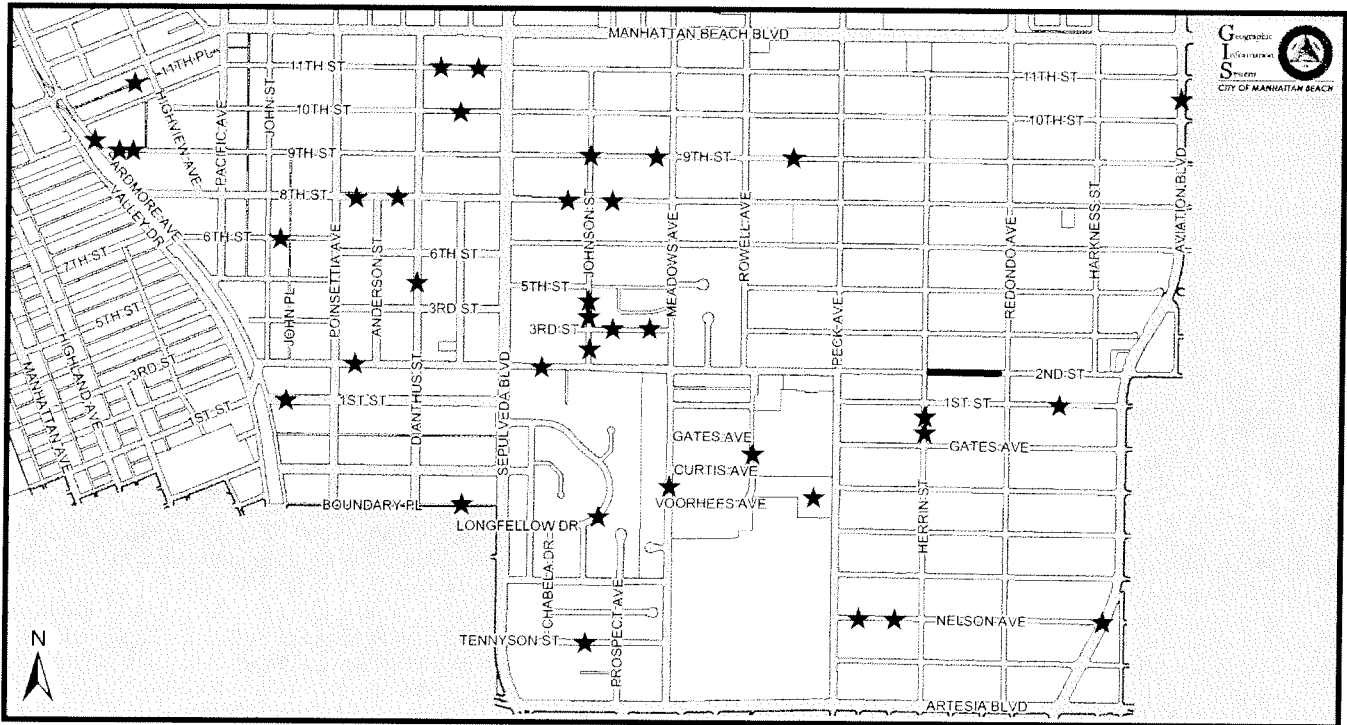 MANHATTAN BEACH BLVD
Geographic
Information
System
CITY OF MANHATTAN BEACH
11TH PL
11TH ST
11TH ST
HIGHVIEW AVE
PACIFIC AVE
JOHN ST
10TH ST
10TH ST
9TH ST
9TH ST
ARDMORE AVE
VALLEY DR
8TH ST
6TH ST
6TH ST
7TH ST
5TH ST
3RD ST
1ST ST
HIGHLAND AVE
MANHATTAN AVE
JOHN PL
POINSETTIA AVE
ANDERSON ST
DIANTHUS ST
3RD ST
SEPULVEDA BLVD
5TH ST
3RD ST
JOHNSON ST
MEADOWS AVE
ROWELL AVE
PECK AVE
REDONDO AVE
HARKNESS ST
AVIATION BLVD
2ND ST
1ST ST
1ST ST
GATES AVE
GATES AVE
CURTIS AVE
VOORHEES AVE
BOUNDARY PL
LONGFELLOW DR
HERRIN ST
CHABELA DR
PROSPECT AVE
NELSON AVE
TENNYSON ST
ARTESIA BLVD
N